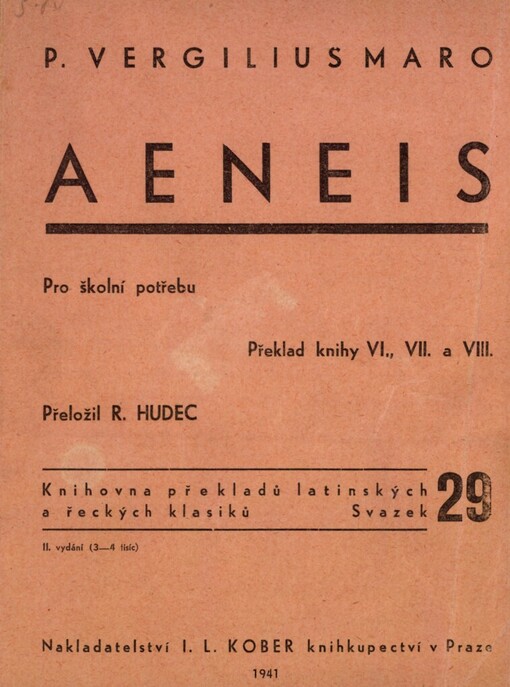 P. VERGILIUS MARO
AENEIS
Pro školní potřebu
Překlad knihy VI., VII. a VIII.
Přeložil R. HUDEC
Knihovna překladů latinských
a řeckých klasiků Svazek 29
II. vydání (3—4 tisíc)
Nakladatelství I. L. KOBER knihkupectví v Praze
1941